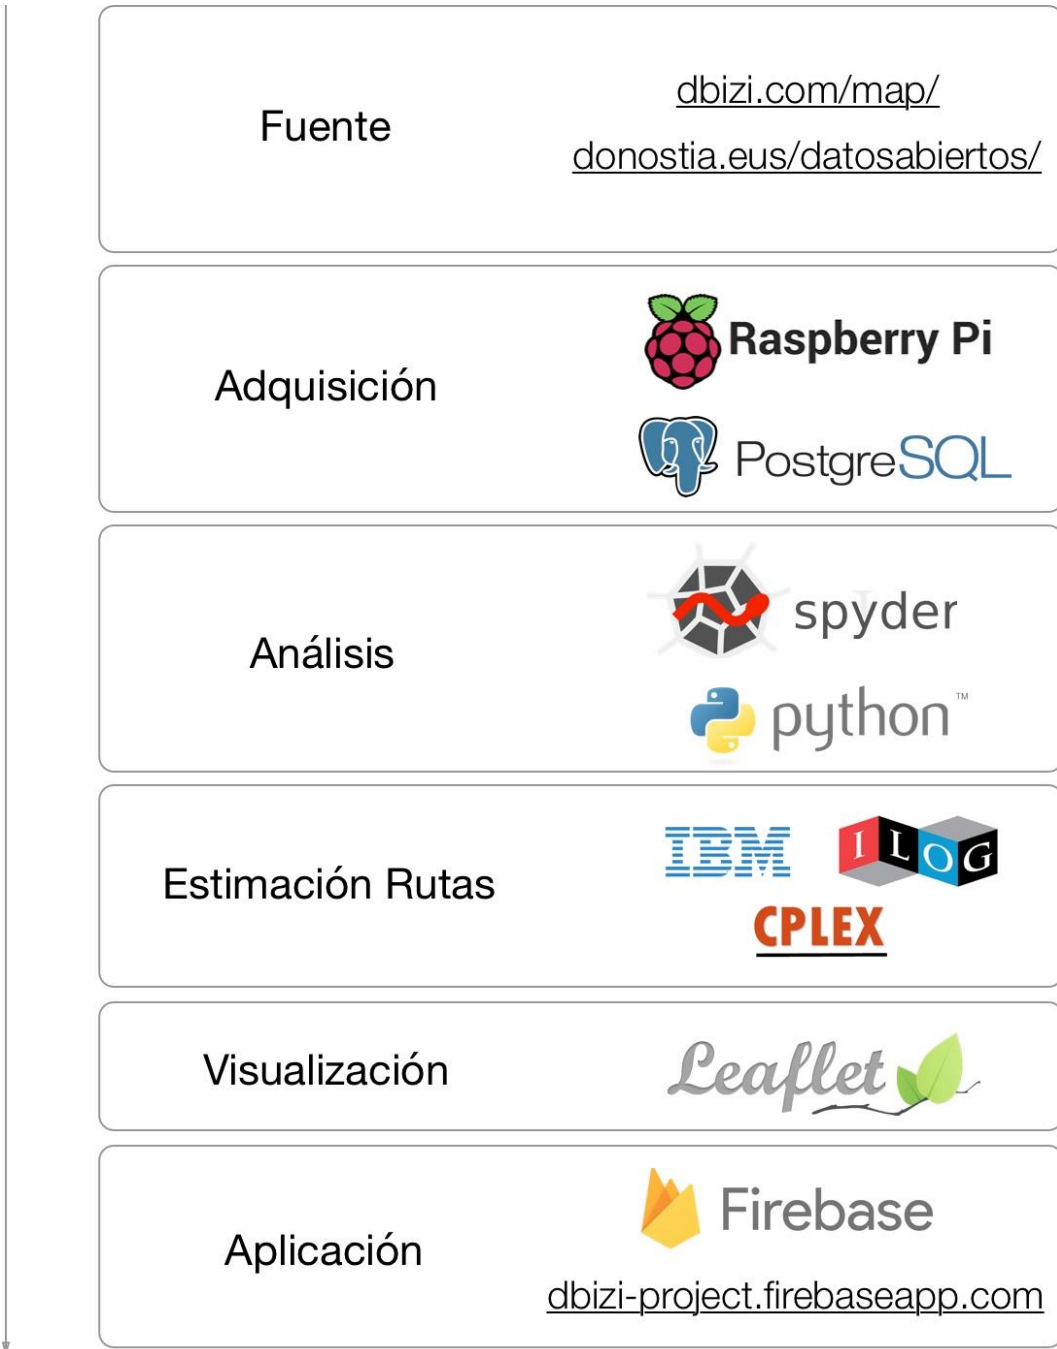 Fuente
dbizi.com/map/
donostia.eus/datosabiertos/
Adquisición
Raspberry Pi
PostgreSQL
Análisis
spyder
python™
Estimación Rutas
IBM
ILOG
CPLEX
Visualización
Leaflet
Aplicación
Firebase
dbizi-project.firebaseapp.com